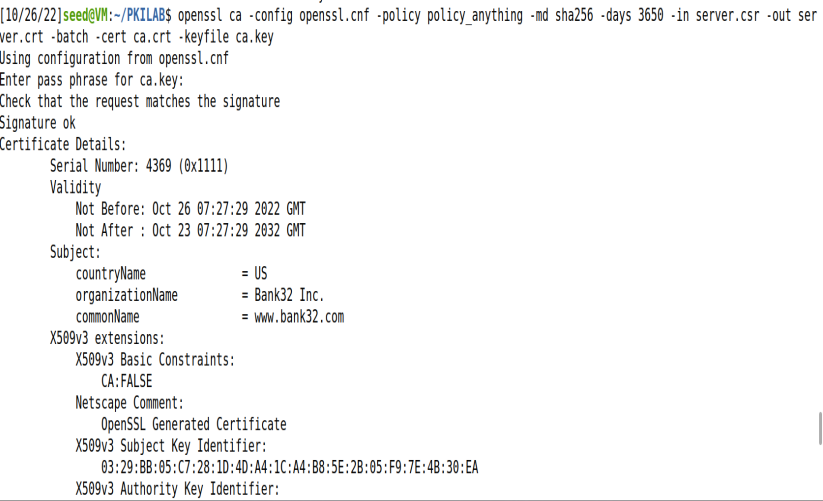 [10/26/22]seed@VM:~/PKILAB$ openssl ca -config openssl.cnf -policy policy_anything -md sha256 -days 3650 -in server.csr -out ser
ver.crt -batch -cert ca.crt -keyfile ca.key
Using configuration from openssl.cnf
Enter pass phrase for ca.key:
Check that the request matches the signature
Signature ok
Certificate Details:
        Serial Number: 4369 (0x1111)
        Validity
            Not Before: Oct 26 07:27:29 2022 GMT
            Not After : Oct 23 07:27:29 2032 GMT
        Subject:
            countryName               = US
            organizationName          = Bank32 Inc.
            commonName                = www.bank32.com
        X509v3 extensions:
            X509v3 Basic Constraints:
                CA:FALSE
            Netscape Comment:
                OpenSSL Generated Certificate
            X509v3 Subject Key Identifier:
                03:29:BB:05:C7:28:1D:4D:A4:1C:A4:B8:5E:2B:05:F9:7E:4B:30:EA
            X509v3 Authority Key Identifier: